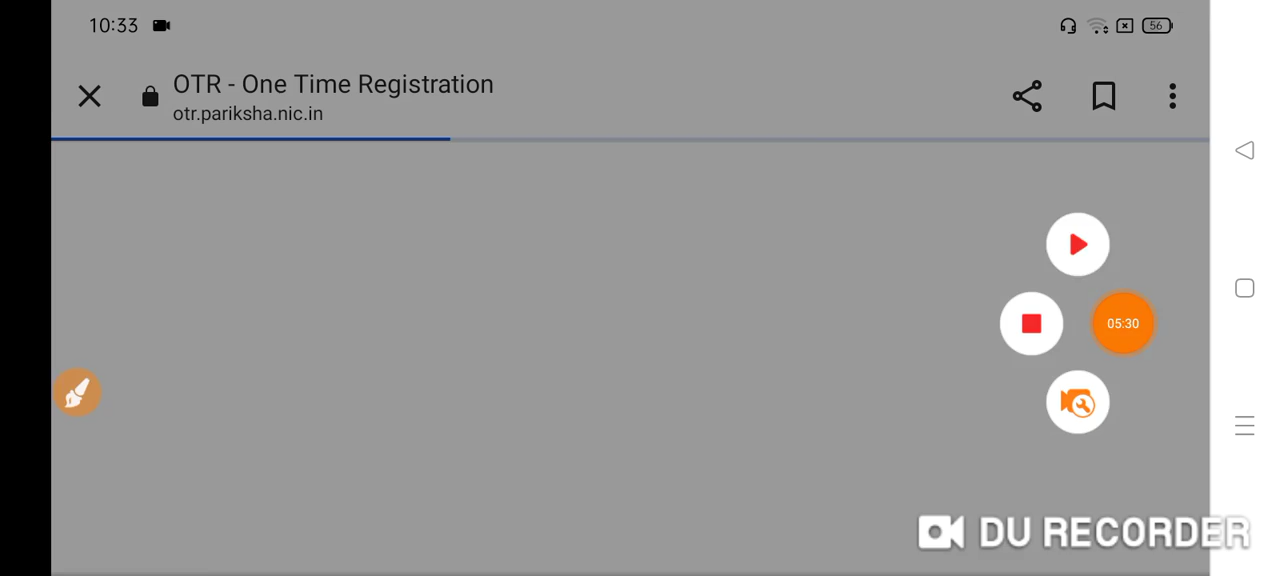 10:33
56
OTR - One Time Registration
otr.pariksha.nic.in
05:30
DU RECORDER